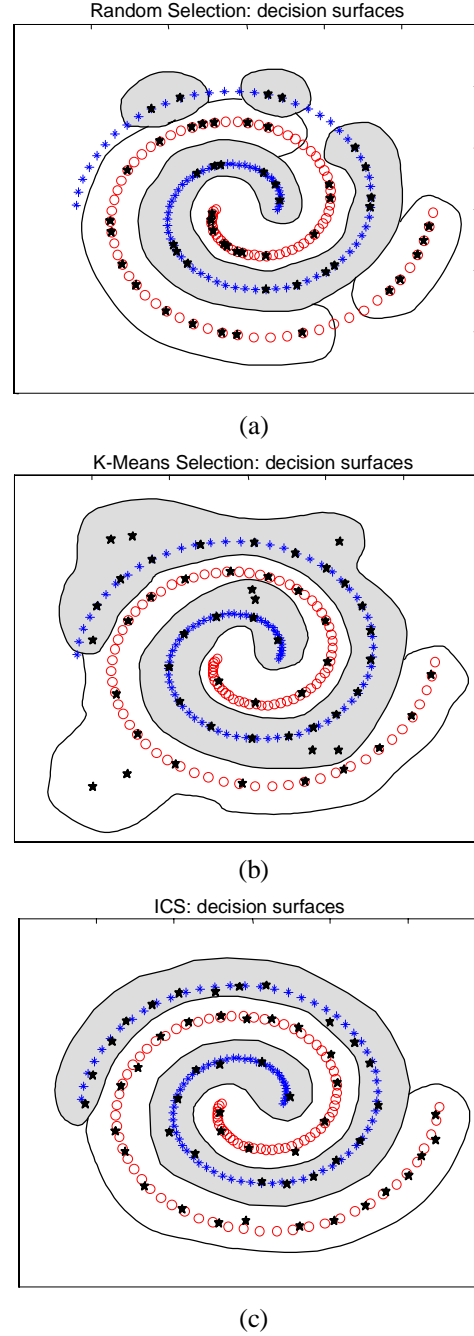 Random Selection: decision surfaces
(a)
K-Means Selection: decision surfaces
(b)
ICS: decision surfaces
(c)